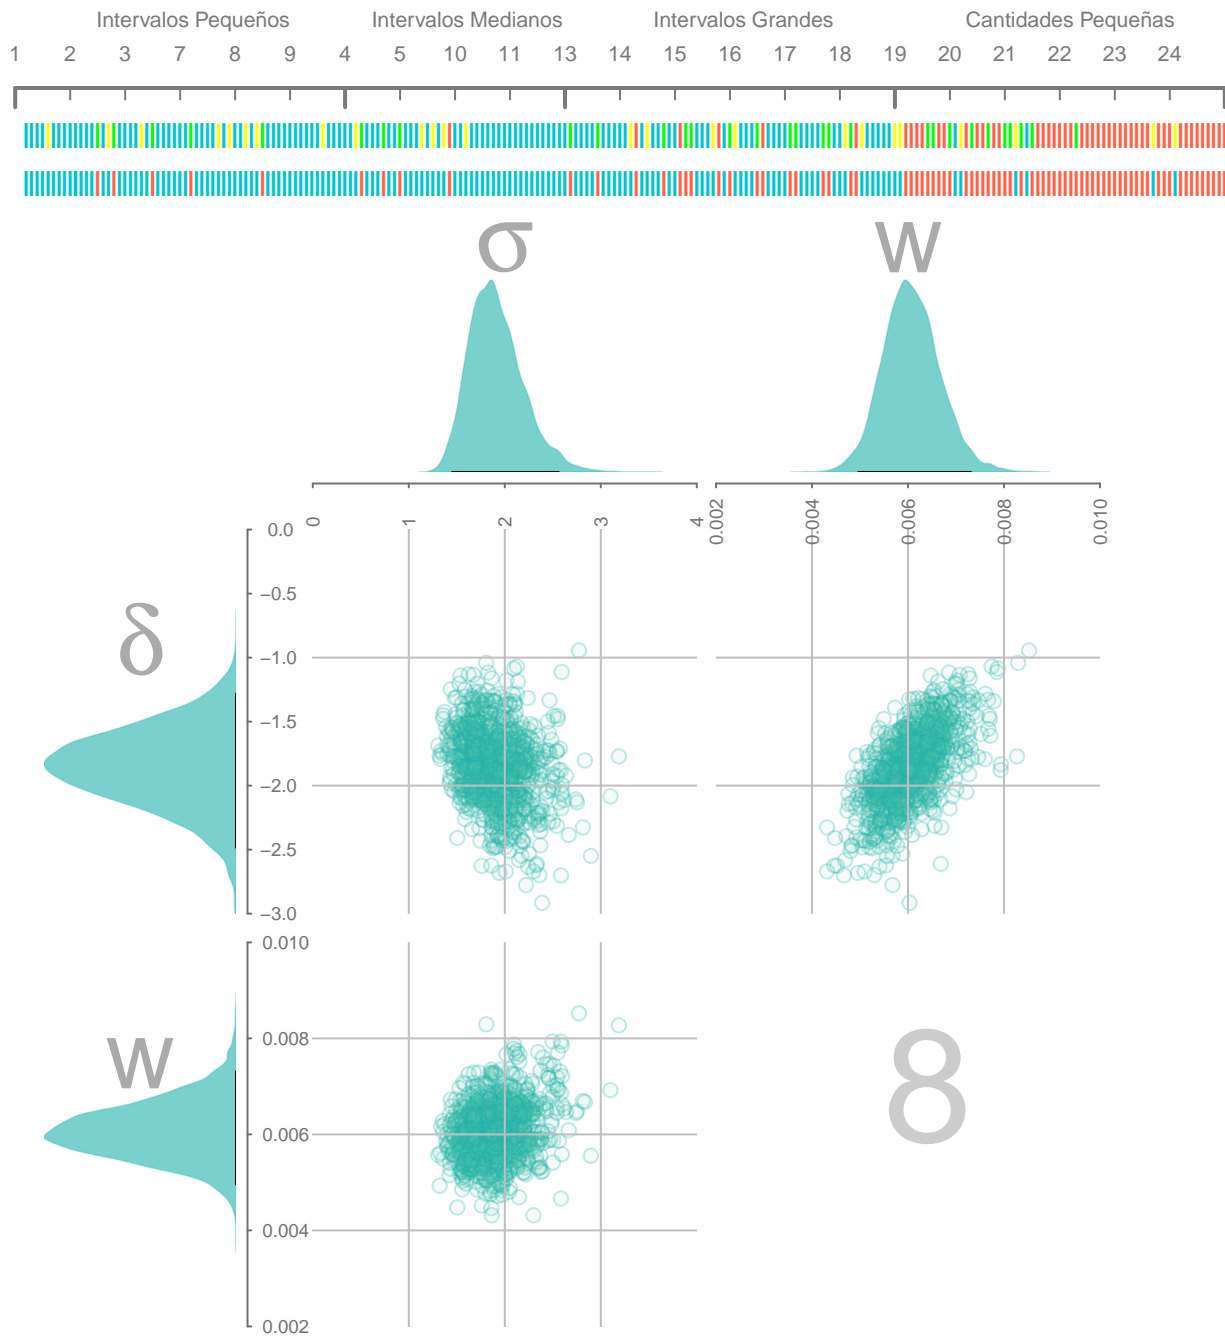 Intervalos Pequeños Intervalos Medianos Intervalos Grandes Cantidades Pequeñas
1 2 3 7 8 9 4 5 10 11 13 14 15 16 17 18 19 20 21 22 23 24
σ w
0 1 2 3 4 0.002 0.004 0.006 0.008 0.010
δ
0.0
−0.5
−1.0
−1.5
−2.0
−2.5
−3.0
w
0.010
0.008
0.006
0.004
0.002
8